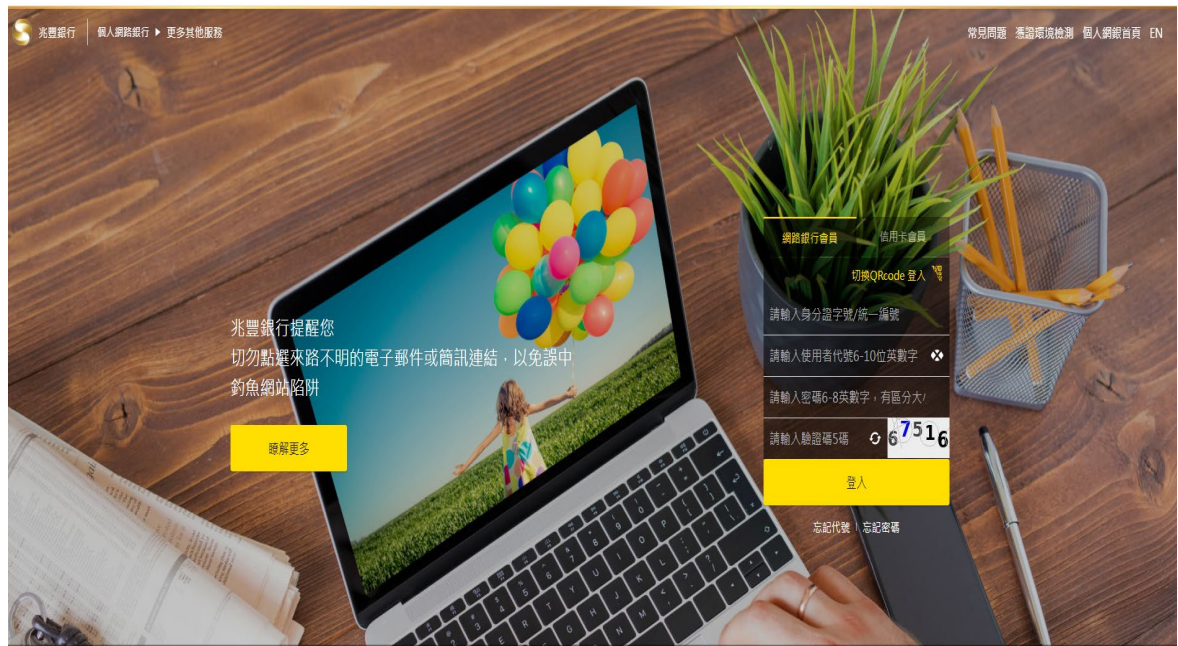 兆豐銀行
個人網路銀行 ▶ 更多其他服務
常見問題 憑證環境檢測 個人網銀首頁 EN
網路銀行會員
信用卡會員
切換QRcode 登入
請輸入身分證字號/統一編號
請輸入使用者代號6-10位英數字
請輸入密碼6-8英數字，有區分大/
請輸入驗證碼5碼
67516
登入
忘記代號 | 忘記密碼
兆豐銀行提醒您
切勿點選來路不明的電子郵件或簡訊連結，以免誤中
釣魚網站陷阱
瞭解更多